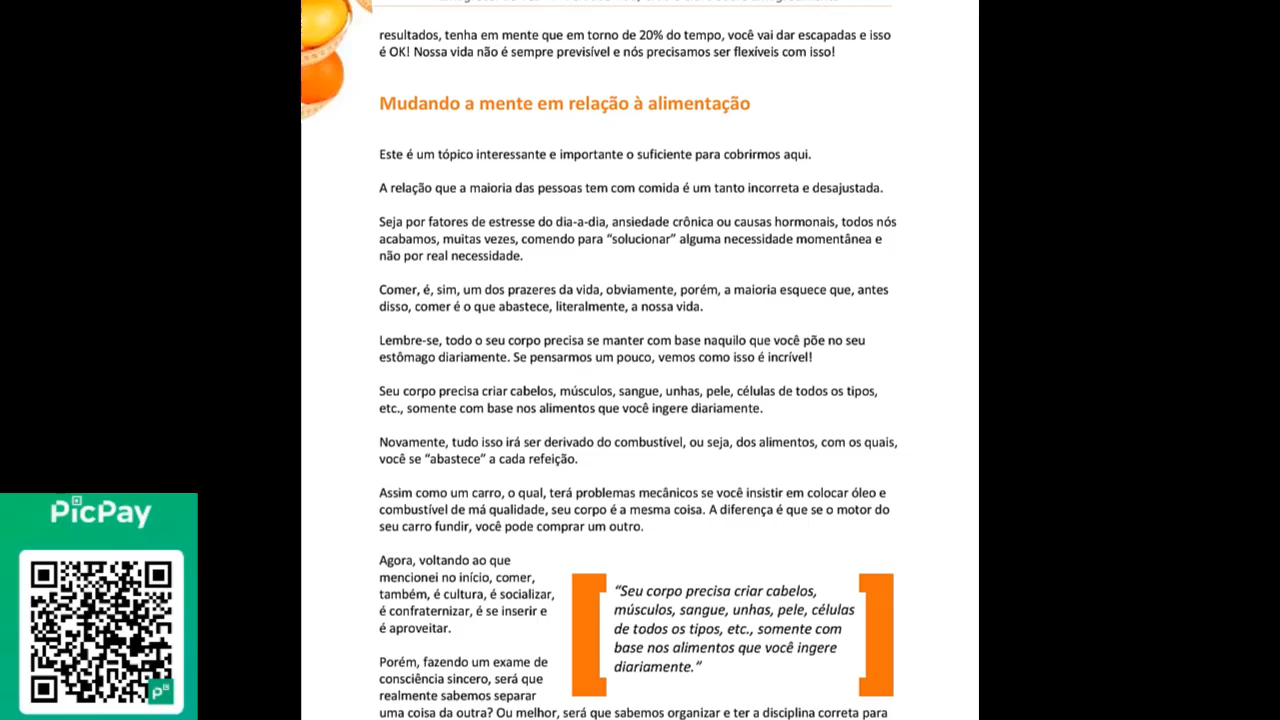 resultados, tenha em mente que em torno de 20% do tempo, você vai dar escapadas e isso
é OK! Nossa vida não é sempre previsível e nós precisamos ser flexíveis com isso!
Mudando a mente em relação à alimentação
Este é um tópico interessante e importante o suficiente para cobrirmos aqui.
A relação que a maioria das pessoas tem com comida é um tanto incorreta e desajustada.
Seja por fatores de estresse do dia-a-dia, ansiedade crônica ou causas hormonais, todos nós
acabamos, muitas vezes, comendo para “solucionar” alguma necessidade momentânea e
não por real necessidade.
Comer, é, sim, um dos prazeres da vida, obviamente, porém, a maioria esquece que, antes
disso, comer é o que abastece, literalmente, a nossa vida.
Lembre-se, todo o seu corpo precisa se manter com base naquilo que você põe no seu
estômago diariamente. Se pensarmos um pouco, vemos como isso é incrível!
Seu corpo precisa criar cabelos, músculos, sangue, unhas, pele, células de todos os tipos,
etc., somente com base nos alimentos que você ingere diariamente.
Novamente, tudo isso irá ser derivado do combustível, ou seja, dos alimentos, com os quais,
você se “abastece” a cada refeição.
Assim como um carro, o qual, terá problemas mecânicos se você insistir em colocar óleo e
combustível de má qualidade, seu corpo é a mesma coisa. A diferença é que se o motor do
seu carro fundir, você pode comprar um outro.
Agora, voltando ao que
mencionei no início, comer,
também, é cultura, é socializar,
é confraternizar, é se inserir e
é aproveitar.
“Seu corpo precisa criar cabelos,
músculos, sangue, unhas, pele, células
de todos os tipos, etc., somente com
base nos alimentos que você ingere
diariamente.”
Porém, fazendo um exame de
consciência sincero, será que
realmente sabemos separar
uma coisa da outra? Ou melhor, será que sabemos organizar e ter a disciplina correta para
PicPay